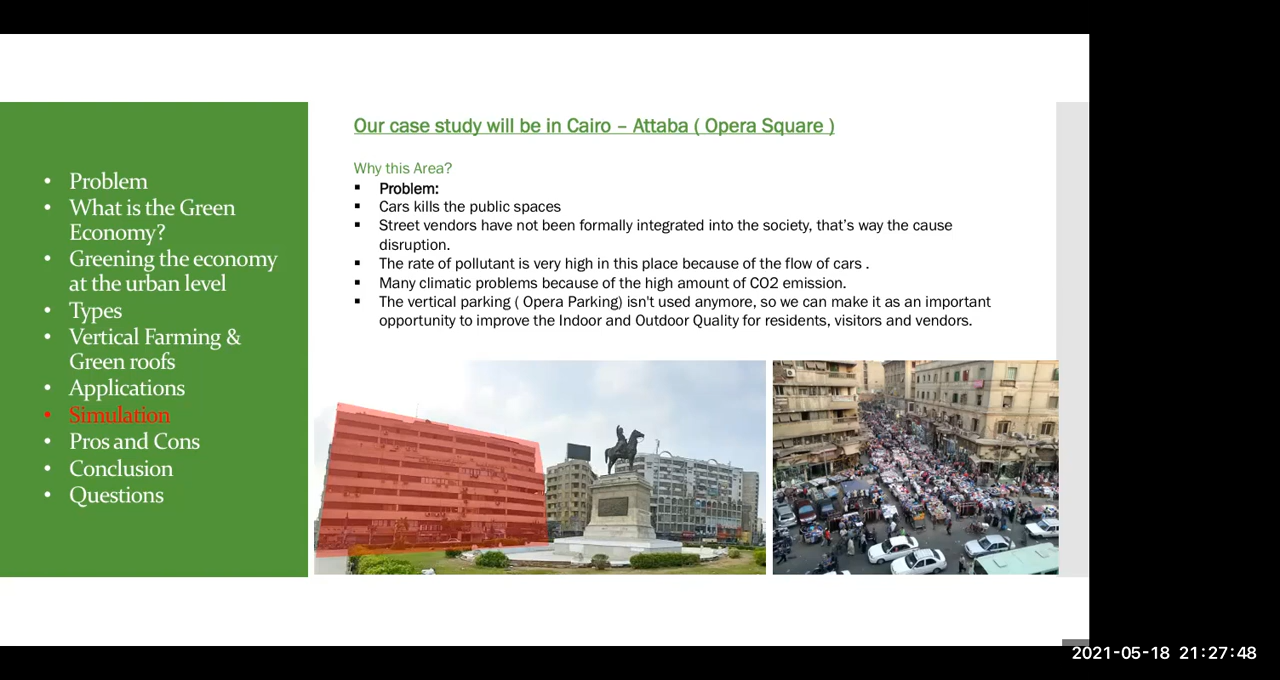 • Problem
• What is the Green
Economy?
• Greening the economy
at the urban level
• Types
• Vertical Farming &
Green roofs
• Applications
• Simulation
• Pros and Cons
• Conclusion
• Questions
Our case study will be in Cairo – Attaba ( Opera Square )
Why this Area?
▪ Problem:
▪ Cars kills the public spaces
▪ Street vendors have not been formally integrated into the society, that's way the cause
disruption.
▪ The rate of pollutant is very high in this place because of the flow of cars .
▪ Many climatic problems because of the high amount of CO2 emission.
▪ The vertical parking ( Opera Parking) isn't used anymore, so we can make it as an important
opportunity to improve the Indoor and Outdoor Quality for residents, visitors and vendors.
2021-05-18 21:27:48